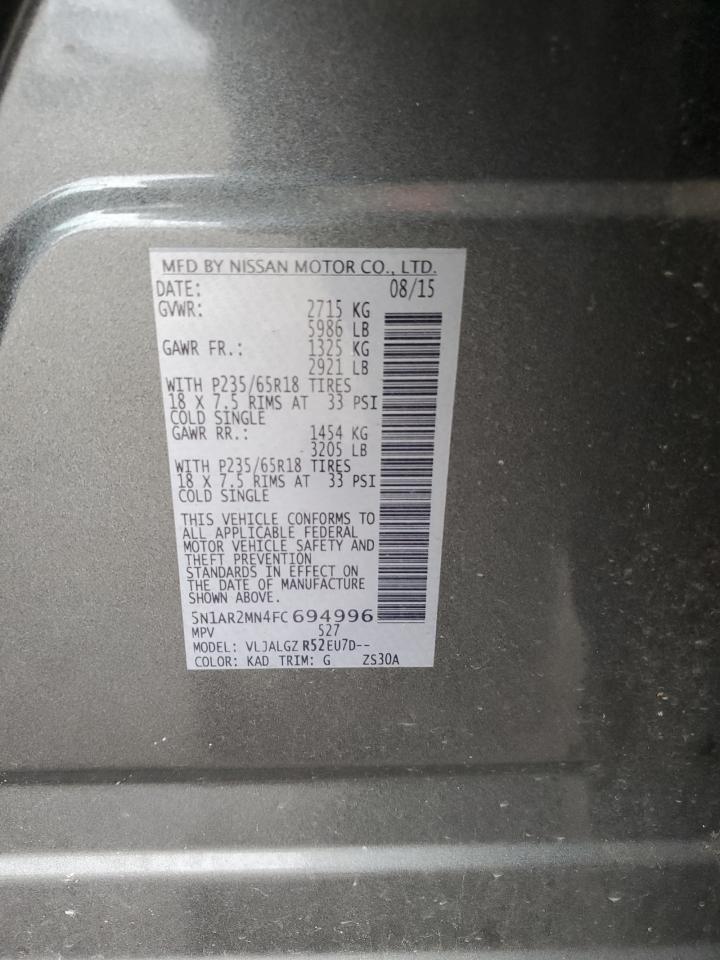 MFD BY NISSAN MOTOR CO., LTD.
DATE: 08/15
GVWR: 2715 KG
5986 LB
GAWR FR.: 1325 KG
2921 LB
WITH P235/65R18 TIRES
18 X 7.5 RIMS AT 33 PSI
COLD SINGLE
GAWR RR.: 1454 KG
3205 LB
WITH P235/65R18 TIRES
18 X 7.5 RIMS AT 33 PSI
COLD SINGLE
THIS VEHICLE CONFORMS TO
ALL APPLICABLE FEDERAL
MOTOR VEHICLE SAFETY AND
THEFT PREVENTION
STANDARDS IN EFFECT ON
THE DATE OF MANUFACTURE
SHOWN ABOVE.
5N1AR2MN4FC694996
MPV 527
MODEL: VLJALGZ R52EU7D--
COLOR: KAD TRIM: G ZS30A